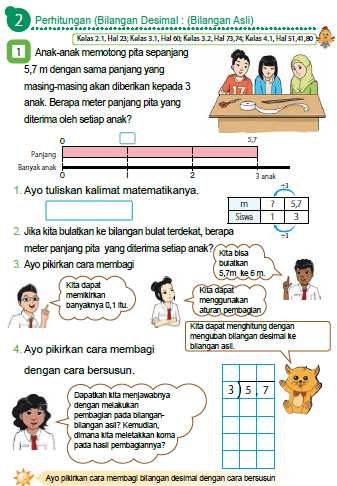 2 Perhitungan (Bilangan Desimal : (Bilangan Asli)
Kelas 2.1, Hal 23; Kelas 3.1, Hal 60; Kelas 3.2, Hal 73,74; Kelas 4.1, Hal 51,41,80
1 Anak-anak memotong pita sepanjang
5,7 m dengan sama panjang yang
masing-masing akan diberikan kepada 3
anak. Berapa meter panjang pita yang
diterima oleh setiap anak?
0 5,7
Panjang
Banyak anak
0 1 2 3 anak
1. Ayo tuliskan kalimat matematikanya.
÷3
m ? 5,7
Siswa 1 3
÷3
2. Jika kita bulatkan ke bilangan bulat terdekat, berapa
meter panjang pita yang diterima setiap anak?
3. Ayo pikirkan cara membagi
Kita bisa
bulatkan
5,7m ke 6 m.
Kita dapat
memikirkan
banyaknya 0,1 itu.
Kita dapat
menggunakan
aturan pembagian
Kita dapat menghitung dengan
mengubah bilangan desimal ke
bilangan asli.
4. Ayo pikirkan cara membagi
dengan cara bersusun.
3 ) 5 , 7
Dapatkah kita menjawabnya
dengan melakukan
pembagian pada bilangan-
bilangan asli? Kemudian,
dimana kita meletakkan koma
pada hasil pembagiannya?
Ayo pikirkan cara membagi bilangan desimal dengan cara bersusun